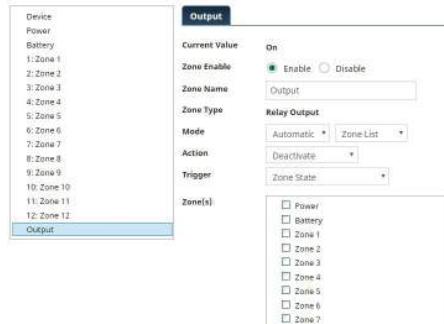 Device
Power
Battery
1: Zone 1
2: Zone 2
3: Zone 3
4: Zone 4
5: Zone 5
6: Zone 6
7: Zone 7
8: Zone 8
9: Zone 9
10: Zone 10
11: Zone 11
12: Zone 12
Output
Output
Current Value On
Zone Enable Enable Disable
Zone Name Output
Zone Type Relay Output
Mode Automatic Zone List
Action Deactivate
Trigger Zone State
Zone(s) Power
Battery
Zone 1
Zone 2
Zone 3
Zone 4
Zone 5
Zone 6
Zone 7